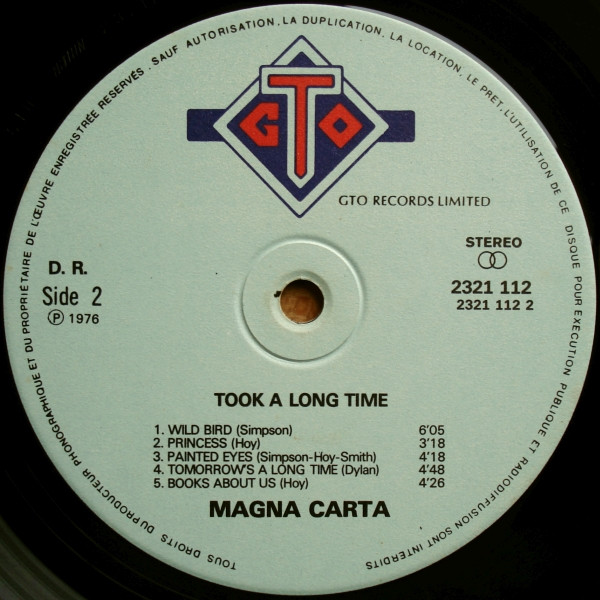 TOUS DROITS DU PRODUCTEUR PHONOGRAPHIQUE ET DU PROPRIÉTAIRE DE L'ŒUVRE ENREGISTRÉE RESERVÉS. SAUF AUTORISATION, LA DUPLICATION, LA LOCATION, LE PRET, L'UTILISATION DE CE DISQUE POUR EXECUTION PUBLIQUE ET RADIODIFFUSION SONT INTERDITS
GTO
GTO RECORDS LIMITED
D. R.
Side 2
℗ 1976
STEREO
2321 112
2321 112 2
TOOK A LONG TIME
1. WILD BIRD (Simpson) 6'05
2. PRINCESS (Hoy) 3'18
3. PAINTED EYES (Simpson-Hoy-Smith) 4'18
4. TOMORROW'S A LONG TIME (Dylan) 4'48
5. BOOKS ABOUT US (Hoy) 4'26
MAGNA CARTA